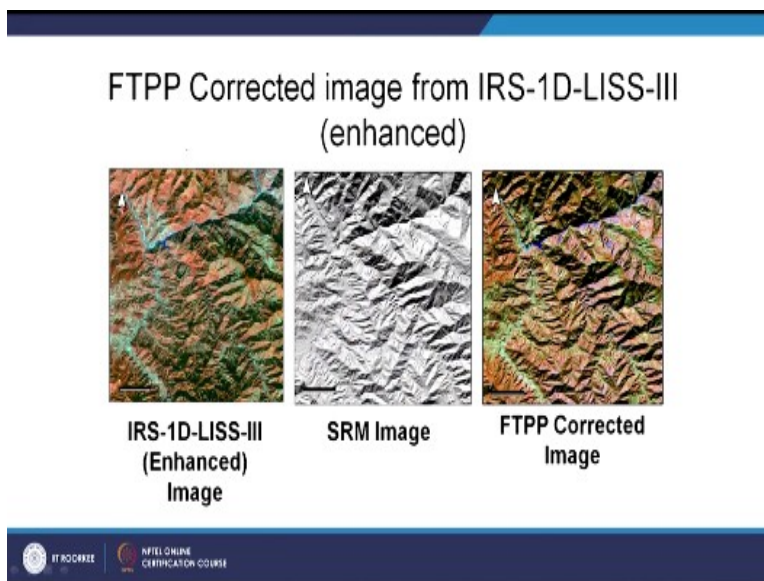 FTPP Corrected image from IRS-1D-LISS-III
(enhanced)
IRS-1D-LISS-III
(Enhanced)
Image
SRM Image
FTPP Corrected
Image
IIT ROORKEE
NPTEL ONLINE
CERTIFICATION COURSE